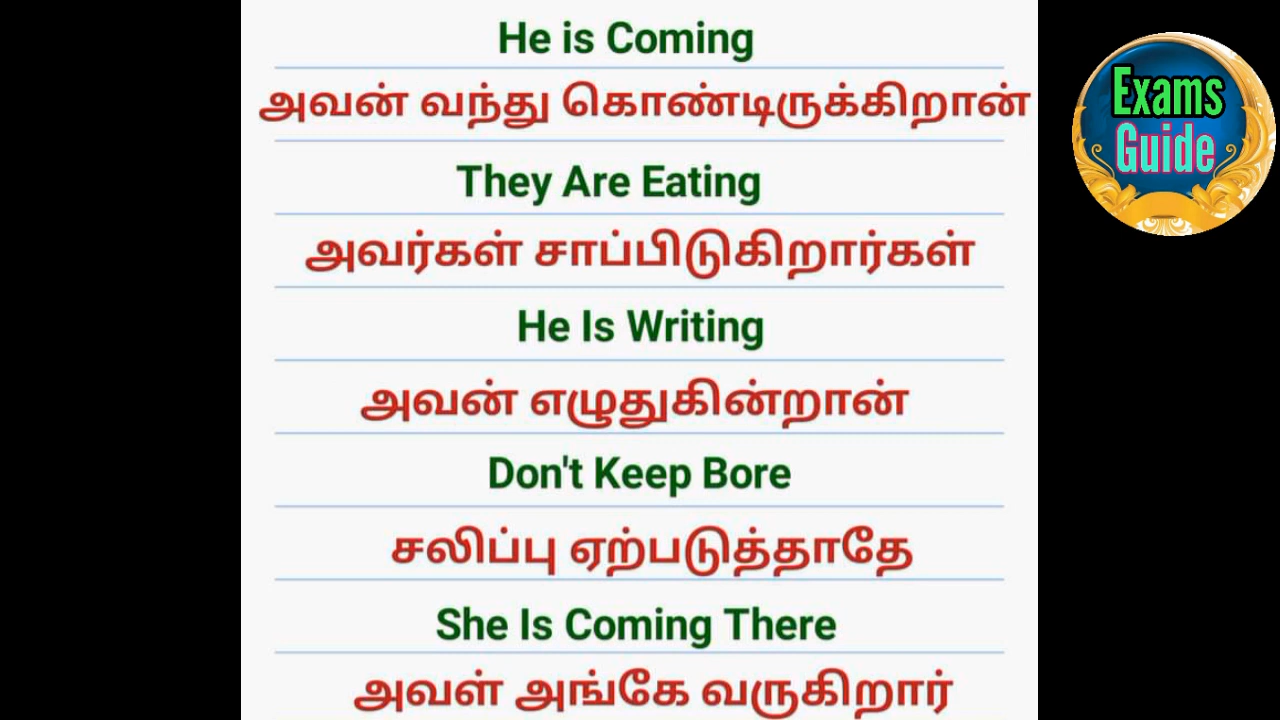 He is Coming
அவன் வந்து கொண்டிருக்கிறான்
They Are Eating
அவர்கள் சாப்பிடுகிறார்கள்
He Is Writing
அவன் எழுதுகின்றான்
Don't Keep Bore
சலிப்பு ஏற்படுத்தாதே
She Is Coming There
அவள் அங்கே வருகிறார்
Exams
Guide